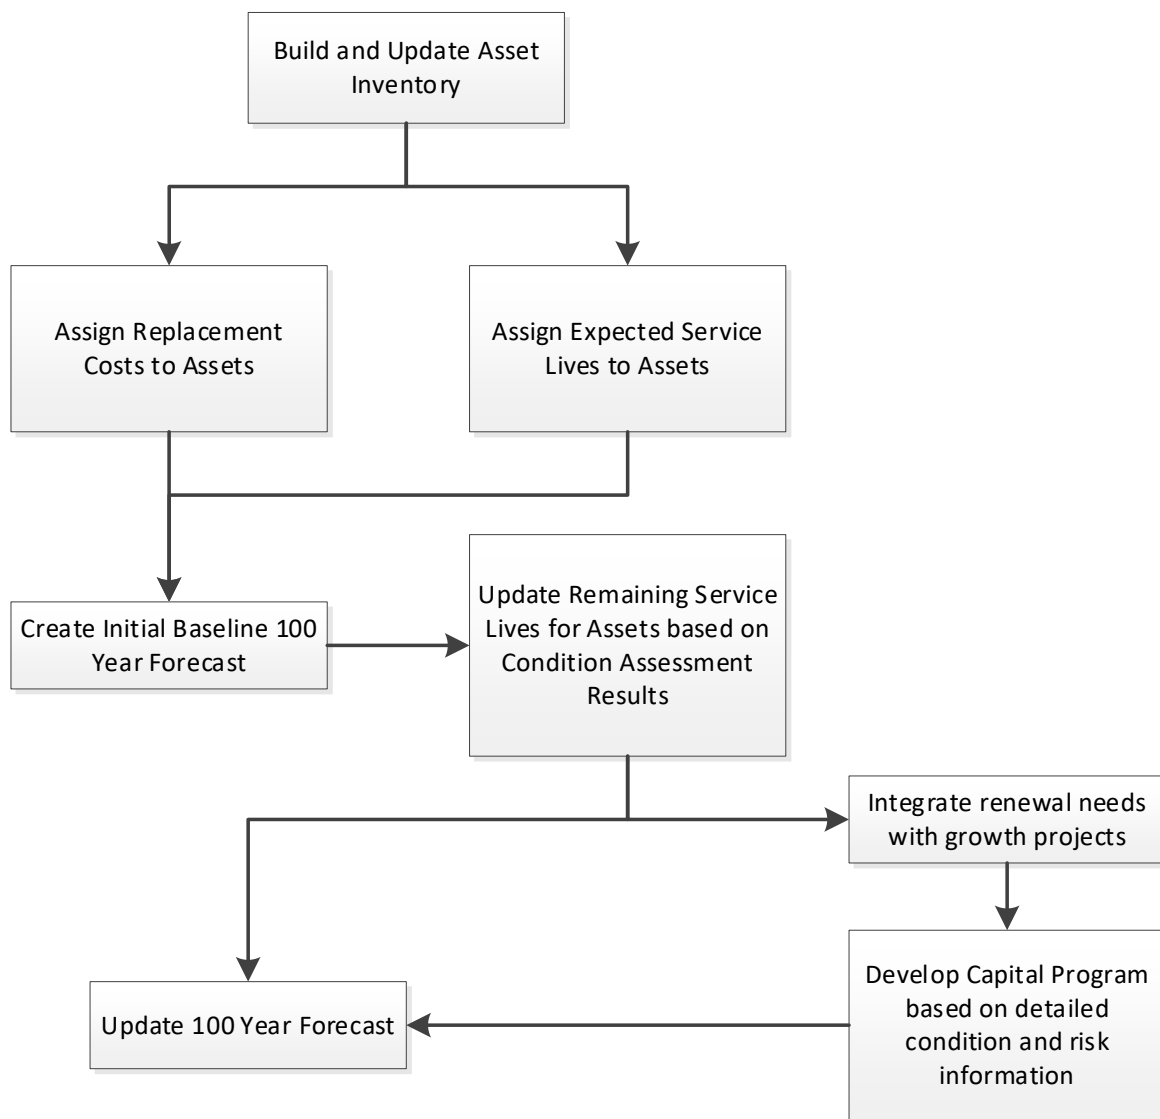 Build and Update Asset
Inventory
Assign Replacement
Costs to Assets
Assign Expected Service
Lives to Assets
Create Initial Baseline 100
Year Forecast
Update Remaining Service
Lives for Assets based on
Condition Assessment
Results
Integrate renewal needs
with growth projects
Develop Capital Program
based on detailed
condition and risk
information
Update 100 Year Forecast